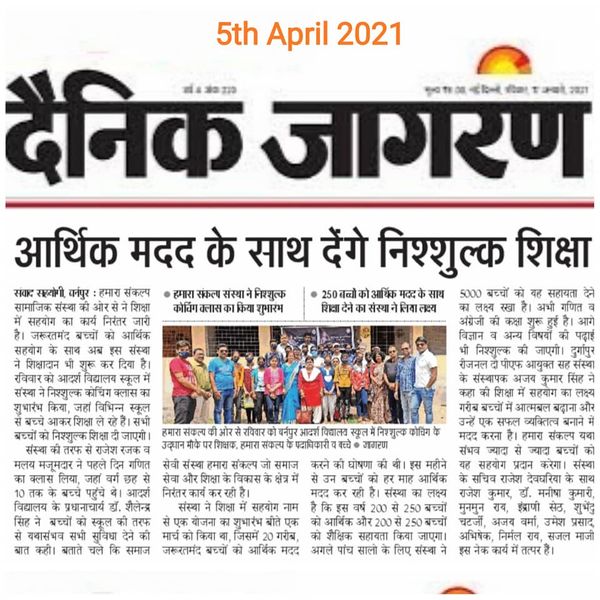 5th April 2021
वर्ष 4 अंक 220
नई दिल्ली, रविवार, 17 जनवरी, 2021
दैनिक जागरण
आर्थिक मदद के साथ देंगे निश्शुल्क शिक्षा
संवाद सहयोगी, बर्नपुर : हमारा संकल्प
सामाजिक संस्था की ओर से ने शिक्षा
में सहयोग का कार्य निरंतर जारी
है। जरूरतमंद बच्चों को आर्थिक
सहयोग के साथ अब इस संस्था
ने शिक्षादान भी शुरू कर दिया है।
रविवार को आदर्श विद्यालय स्कूल में
संस्था ने निशुल्क कोचिंग क्लास का
शुभारंभ किया, जहां विभिन्न स्कूल
से बच्चे आकर शिक्षा ले रहे हैं। सभी
बच्चों को निश्शुल्क शिक्षा दी जाएगी।
संस्था की तरफ से राजेश रजक व
मलय मजूमदार ने पहले दिन गणित
का क्लास लिया, जहां वर्ग छह से
10 तक के बच्चे पहुंचे थे। आदर्श
विद्यालय के प्रधानाचार्य डॉ. शैलेन्द्र
सिंह ने बच्चों को स्कूल की तरफ
से यथासंभव सभी सुविधा देने की
बात कही। बताते चले कि समाज
• हमारा संकल्प संस्था ने निश्शुल्क
कोचिंग क्लास का किया शुभारंभ
• 250 बच्चों को आर्थिक मदद के साथ
शिक्षा देने का संस्था ने लिया लक्ष्य
हमारा संकल्प की ओर से रविवार को बर्नपुर आदर्श विद्यालय स्कूल में निश्शुल्क कोचिंग के
उद्घाटन मौके पर शिक्षक, हमारा संकल्प के पदाधिकारी व बच्चे • जागरण
सेवी संस्था हमारा संकल्प जो समाज
सेवा और शिक्षा के विकास के क्षेत्र में
निरंतर कार्य कर रही है।
संस्था ने शिक्षा में सहयोग नाम
से एक योजना का शुभारंभ बीते एक
मार्च को किया था, जिसमें 20 गरीब,
जरूरतमंद बच्चों को आर्थिक मदद
करने की घोषणा की थी। इस महीने
से उन बच्चों को हर माह आर्थिक
मदद कर रही है। संस्था का लक्ष्य
है कि इस वर्ष 200 से 250 बच्चों
को आर्थिक और 200 से 250 बच्चों
को शैक्षिक सहायता किया जाएगा।
अगले पांच सालो के लिए संस्था ने
5000 बच्चों को यह सहायता देने
का लक्ष्य रखा है। अभी गणित व
अंग्रेजी की कक्षा शुरू हुई है। आगे
विज्ञान व अन्य विषयों की पढ़ाई
भी निश्शुल्क की जाएगी। दुर्गापुर
रीजनल दो पीएफ आयुक्त सह संस्था
के संस्थापक अजय कुमार सिंह ने
कहा की शिक्षा में सहयोग का लक्ष्य
गरीब बच्चों में आत्मबल बढ़ाना और
उन्हें एक सफल व्यक्तित्व बनाने में
मदद करना है। हमारा संकल्प यथा
संभव ज्यादा से ज्यादा बच्चों को
यह सहयोग प्रदान करेगा। संस्था
के सचिव राजेश देवघरिया के साथ
राजेश कुमार, डॉ. मनीषा कुमारी,
मुनमुन राय, इंद्राणी सेठ, शुभेंदु
चटर्जी, अजय वर्मा, उमेश प्रसाद,
अभिषेक, निर्मल राय, सजल माजी
इस नेक कार्य में तत्पर हैं।